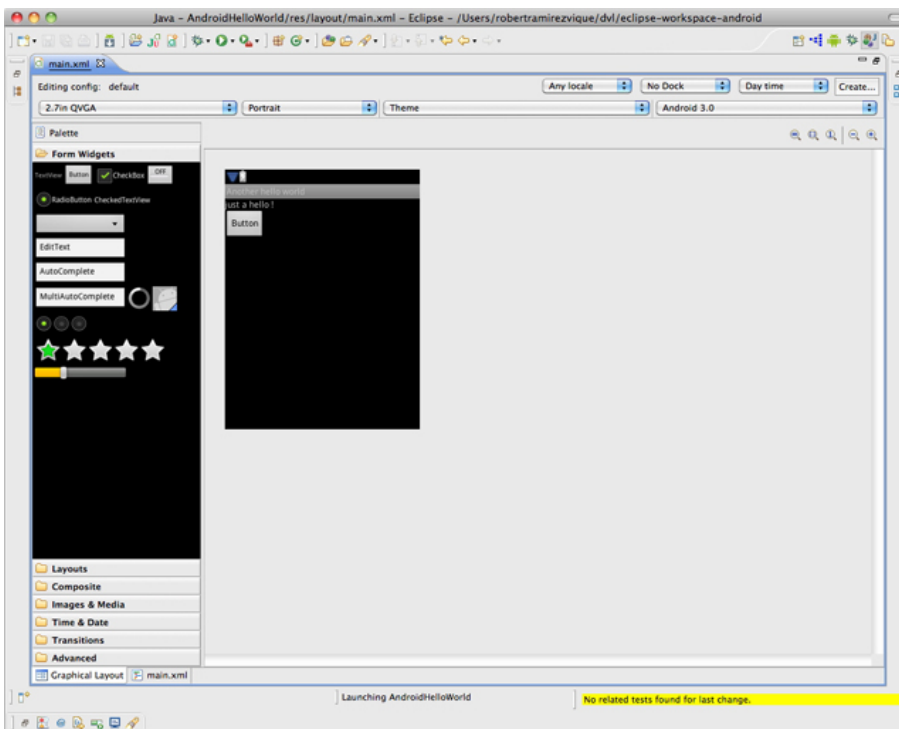 Java – AndroidHelloWorld/res/layout/main.xml – Eclipse – /Users/robertramirezvique/dvl/eclipse-workspace-android
main.xml
Editing config: default
Any locale
No Dock
Day time
Create...
2.7in QVGA
Portrait
Theme
Android 3.0
Palette
Form Widgets
TextView
Button
CheckBox
OFF
RadioButton
CheckedTextView
EditText
AutoComplete
MultiAutoComplete
Another hello world
just a hello !
Button
Layouts
Composite
Images & Media
Time & Date
Transitions
Advanced
Graphical Layout
main.xml
Launching AndroidHelloWorld
No related tests found for last change.